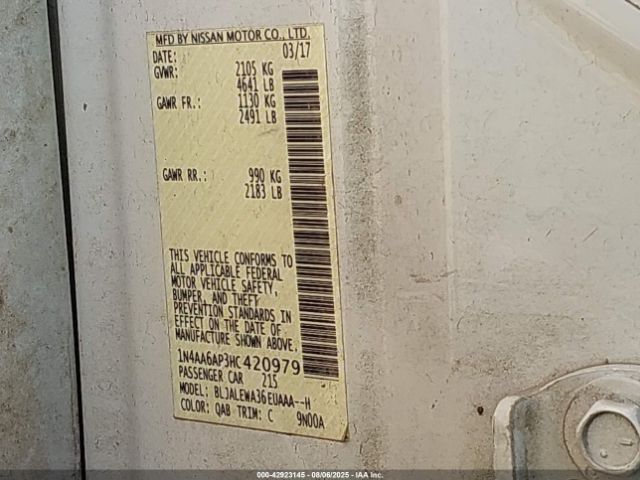 MFD BY NISSAN MOTOR CO., LTD.
DATE: 03/17
GVWR: 2105 KG
4641 LB
GAWR FR.: 1130 KG
2491 LB
GAWR RR.: 990 KG
2183 LB
THIS VEHICLE CONFORMS TO
ALL APPLICABLE FEDERAL
MOTOR VEHICLE SAFETY,
BUMPER, AND THEFT
PREVENTION STANDARDS IN
EFFECT ON THE DATE OF
MANUFACTURE SHOWN ABOVE.
1N4AA6AP3HC420979
PASSENGER CAR 215
MODEL: BLJALEWA36EUAAA--H
COLOR: QAB TRIM: C 9N00A
000-42923145 - 08/06/2025 - IAA Inc.